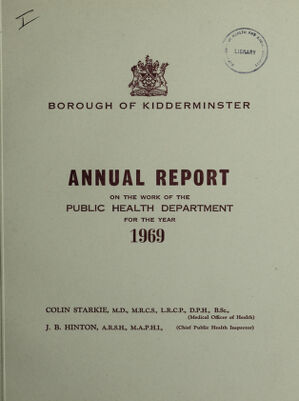 I
LIBRARY
BOROUGH OF KIDDERMINSTER
ANNUAL REPORT
ON THE WORK OF THE
PUBLIC HEALTH DEPARTMENT
FOR THE YEAR
1969
COLIN STARKIE, M.D., M.R.C.S., L.R.C.P., D.P.H., B.Sc.,
(Medical Officer of Health)
J. B. HINTON, A.R.S.H., M.A.P.H.I., (Chief Public Health Inspector)